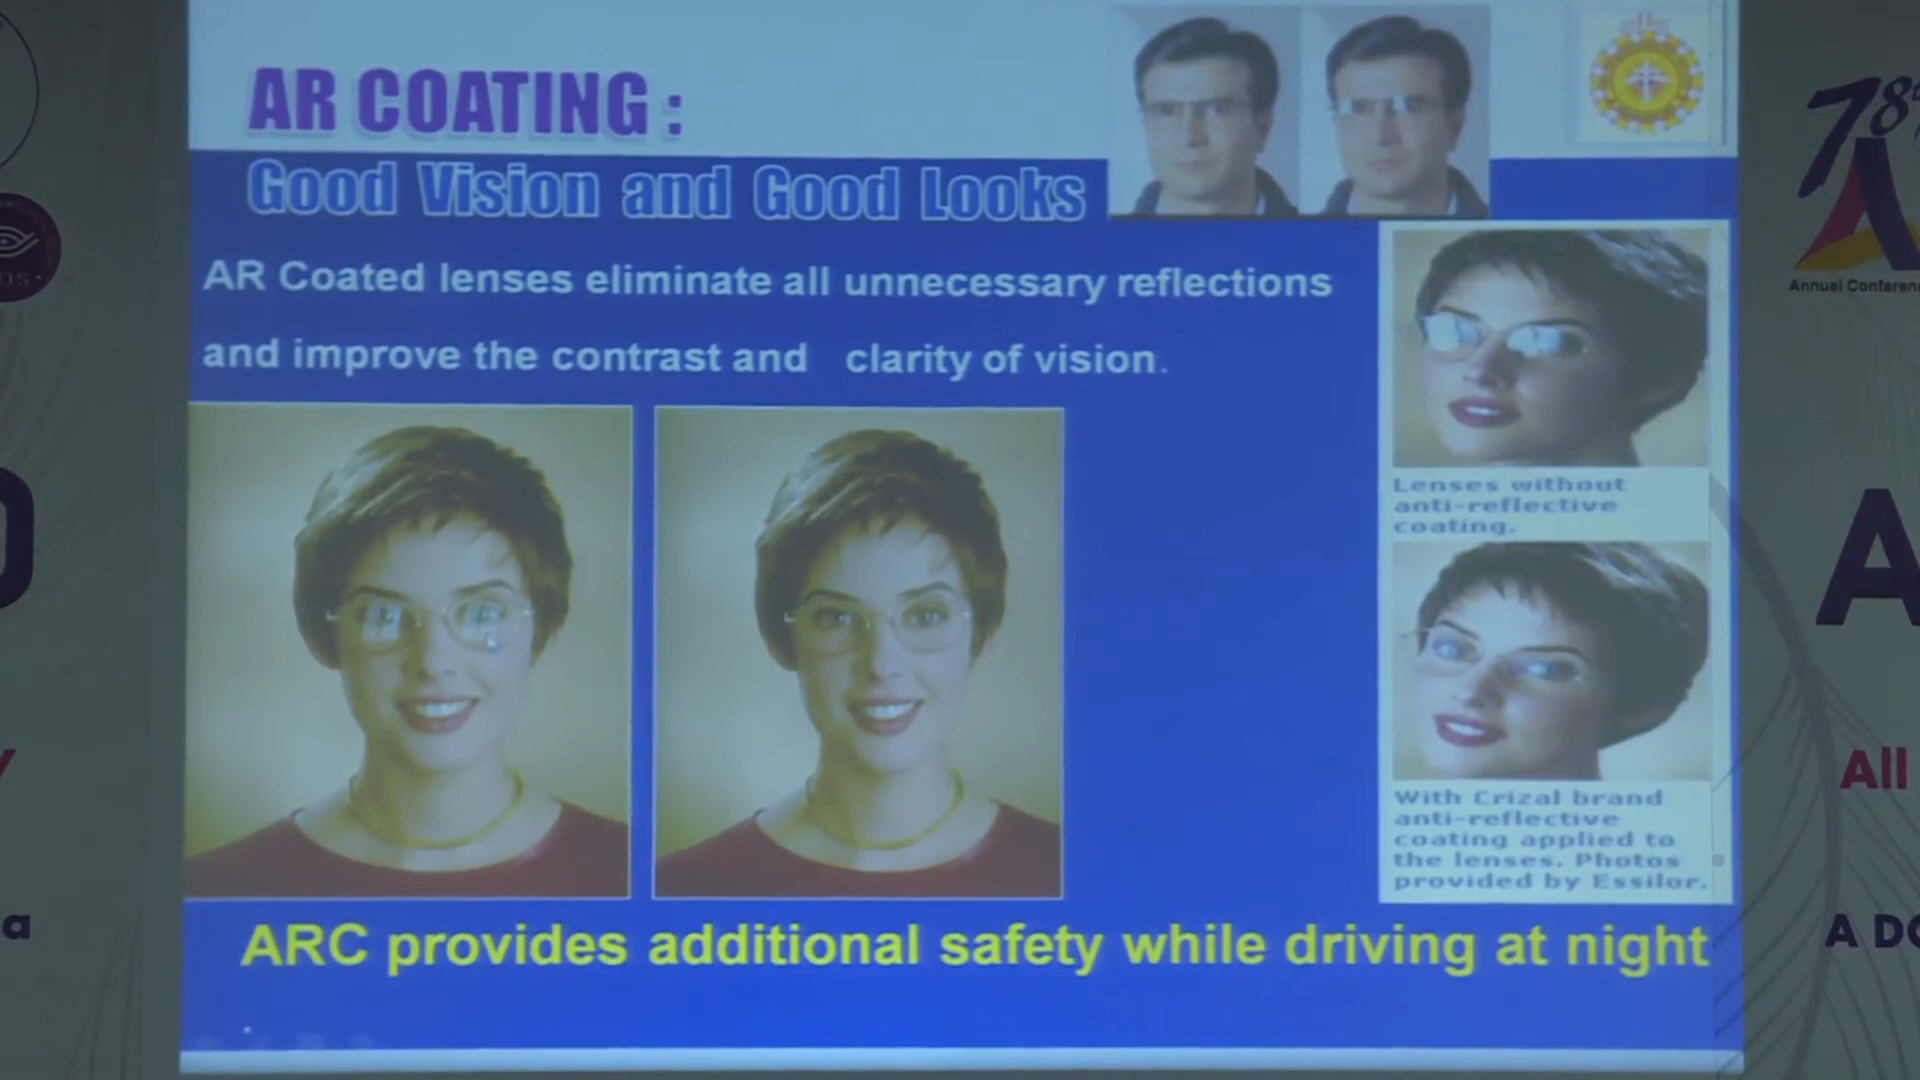 AR COATING :
Good Vision and Good Looks
AR Coated lenses eliminate all unnecessary reflections
and improve the contrast and clarity of vision.
Lenses without
anti-reflective
coating.
With Crizal brand
anti-reflective
coating applied to
the lenses. Photos
provided by Essilor.
ARC provides additional safety while driving at night
78th
Annual
A
All
A
a